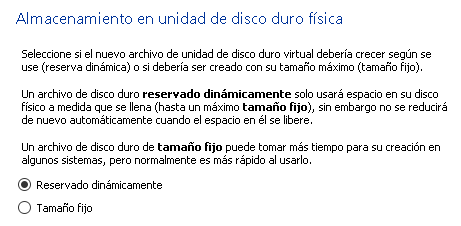 Almacenamiento en unidad de disco duro física
Seleccione si el nuevo archivo de unidad de disco duro virtual debería crecer según se
use (reserva dinámica) o si debería ser creado con su tamaño máximo (tamaño fijo).
Un archivo de disco duro reservado dinámicamente solo usará espacio en su disco
físico a medida que se llena (hasta un máximo tamaño fijo), sin embargo no se reducirá
de nuevo automáticamente cuando el espacio en él se libere.
Un archivo de disco duro de tamaño fijo puede tomar más tiempo para su creación en
algunos sistemas, pero normalmente es más rápido al usarlo.
Reservado dinámicamente
Tamaño fijo